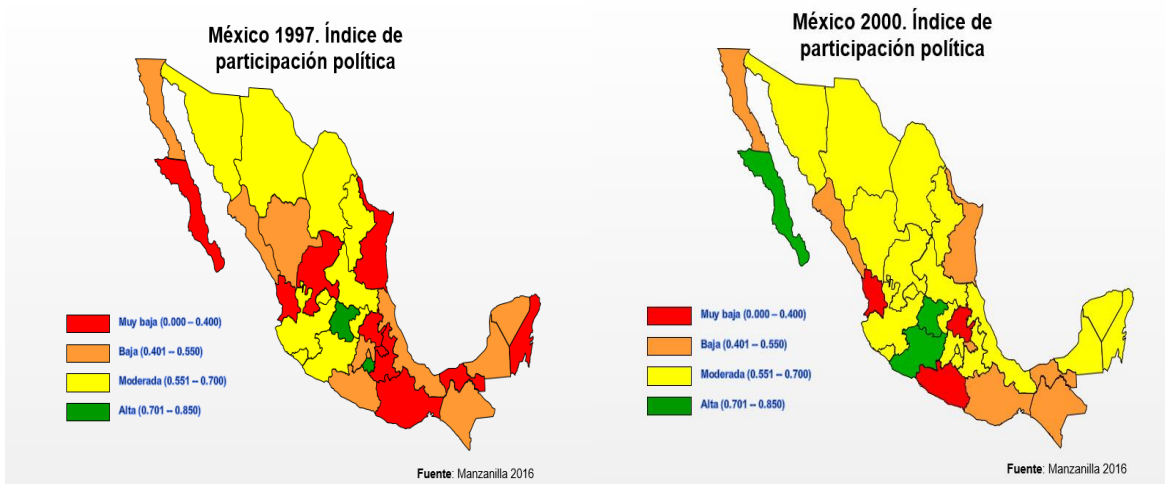 México 1997. Índice de
participación política
Muy baja (0.000 – 0.400)
Baja (0.401 – 0.550)
Moderada (0.551 – 0.700)
Alta (0.701 – 0.850)
Fuente: Manzanilla 2016
México 2000. Índice de
participación política
Muy baja (0.000 – 0.400)
Baja (0.401 – 0.550)
Moderada (0.551 – 0.700)
Alta (0.701 – 0.850)
Fuente: Manzanilla 2016